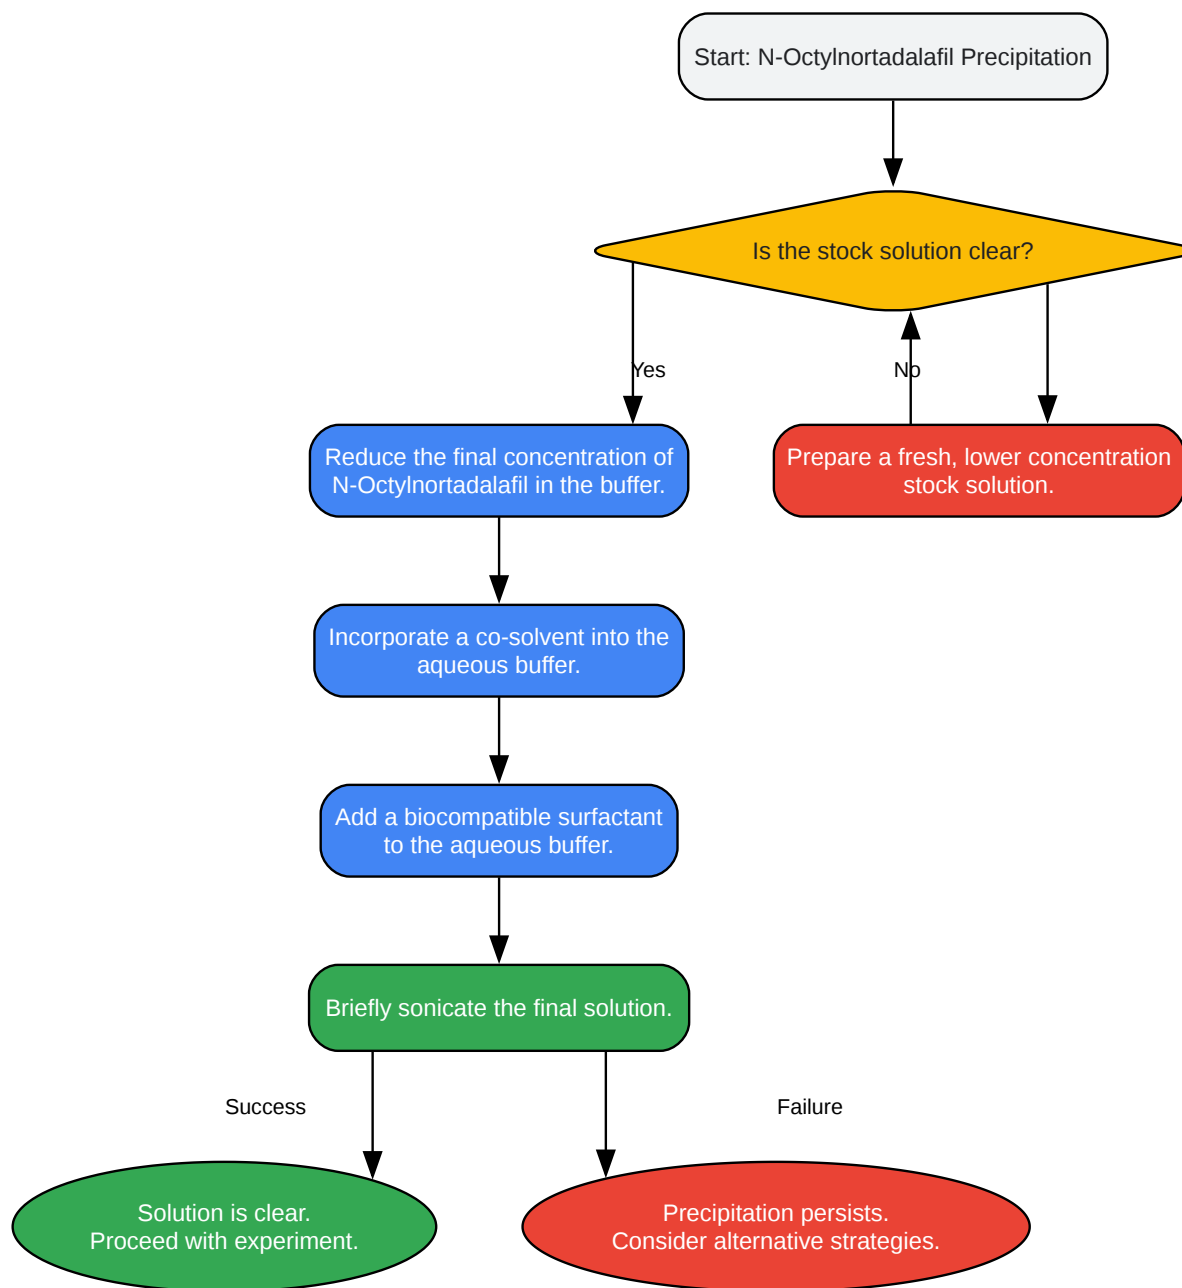 Start: N-Octylnortadalafil Precipitation
Is the stock solution clear?
Yes
No
Reduce the final concentration of
N-Octylnortadalafil in the buffer.
Prepare a fresh, lower concentration
stock solution.
Incorporate a co-solvent into the
aqueous buffer.
Add a biocompatible surfactant
to the aqueous buffer.
Briefly sonicate the final solution.
Success
Failure
Solution is clear.
Proceed with experiment.
Precipitation persists.
Consider alternative strategies.